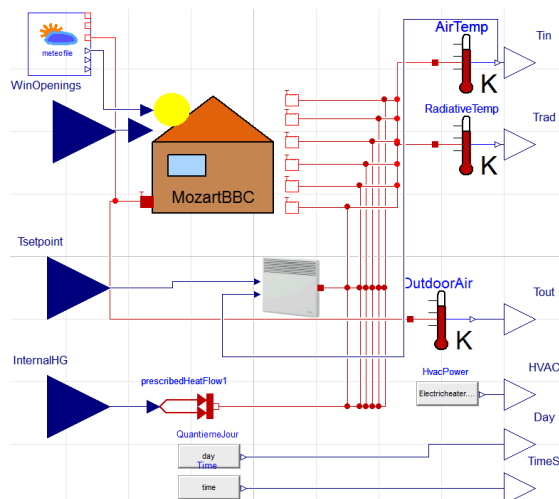 AirTemp
Tin
meteofile
K
WinOpenings
RadiativeTemp
Trad
K
MozartBBC
Tsetpoint
OutdoorAir
Tout
K
InternalHG
prescribedHeatFlow1
HvacPower
HVAC
Electricheater....
QuantiemeJour
Day
day
Time
TimeS
time